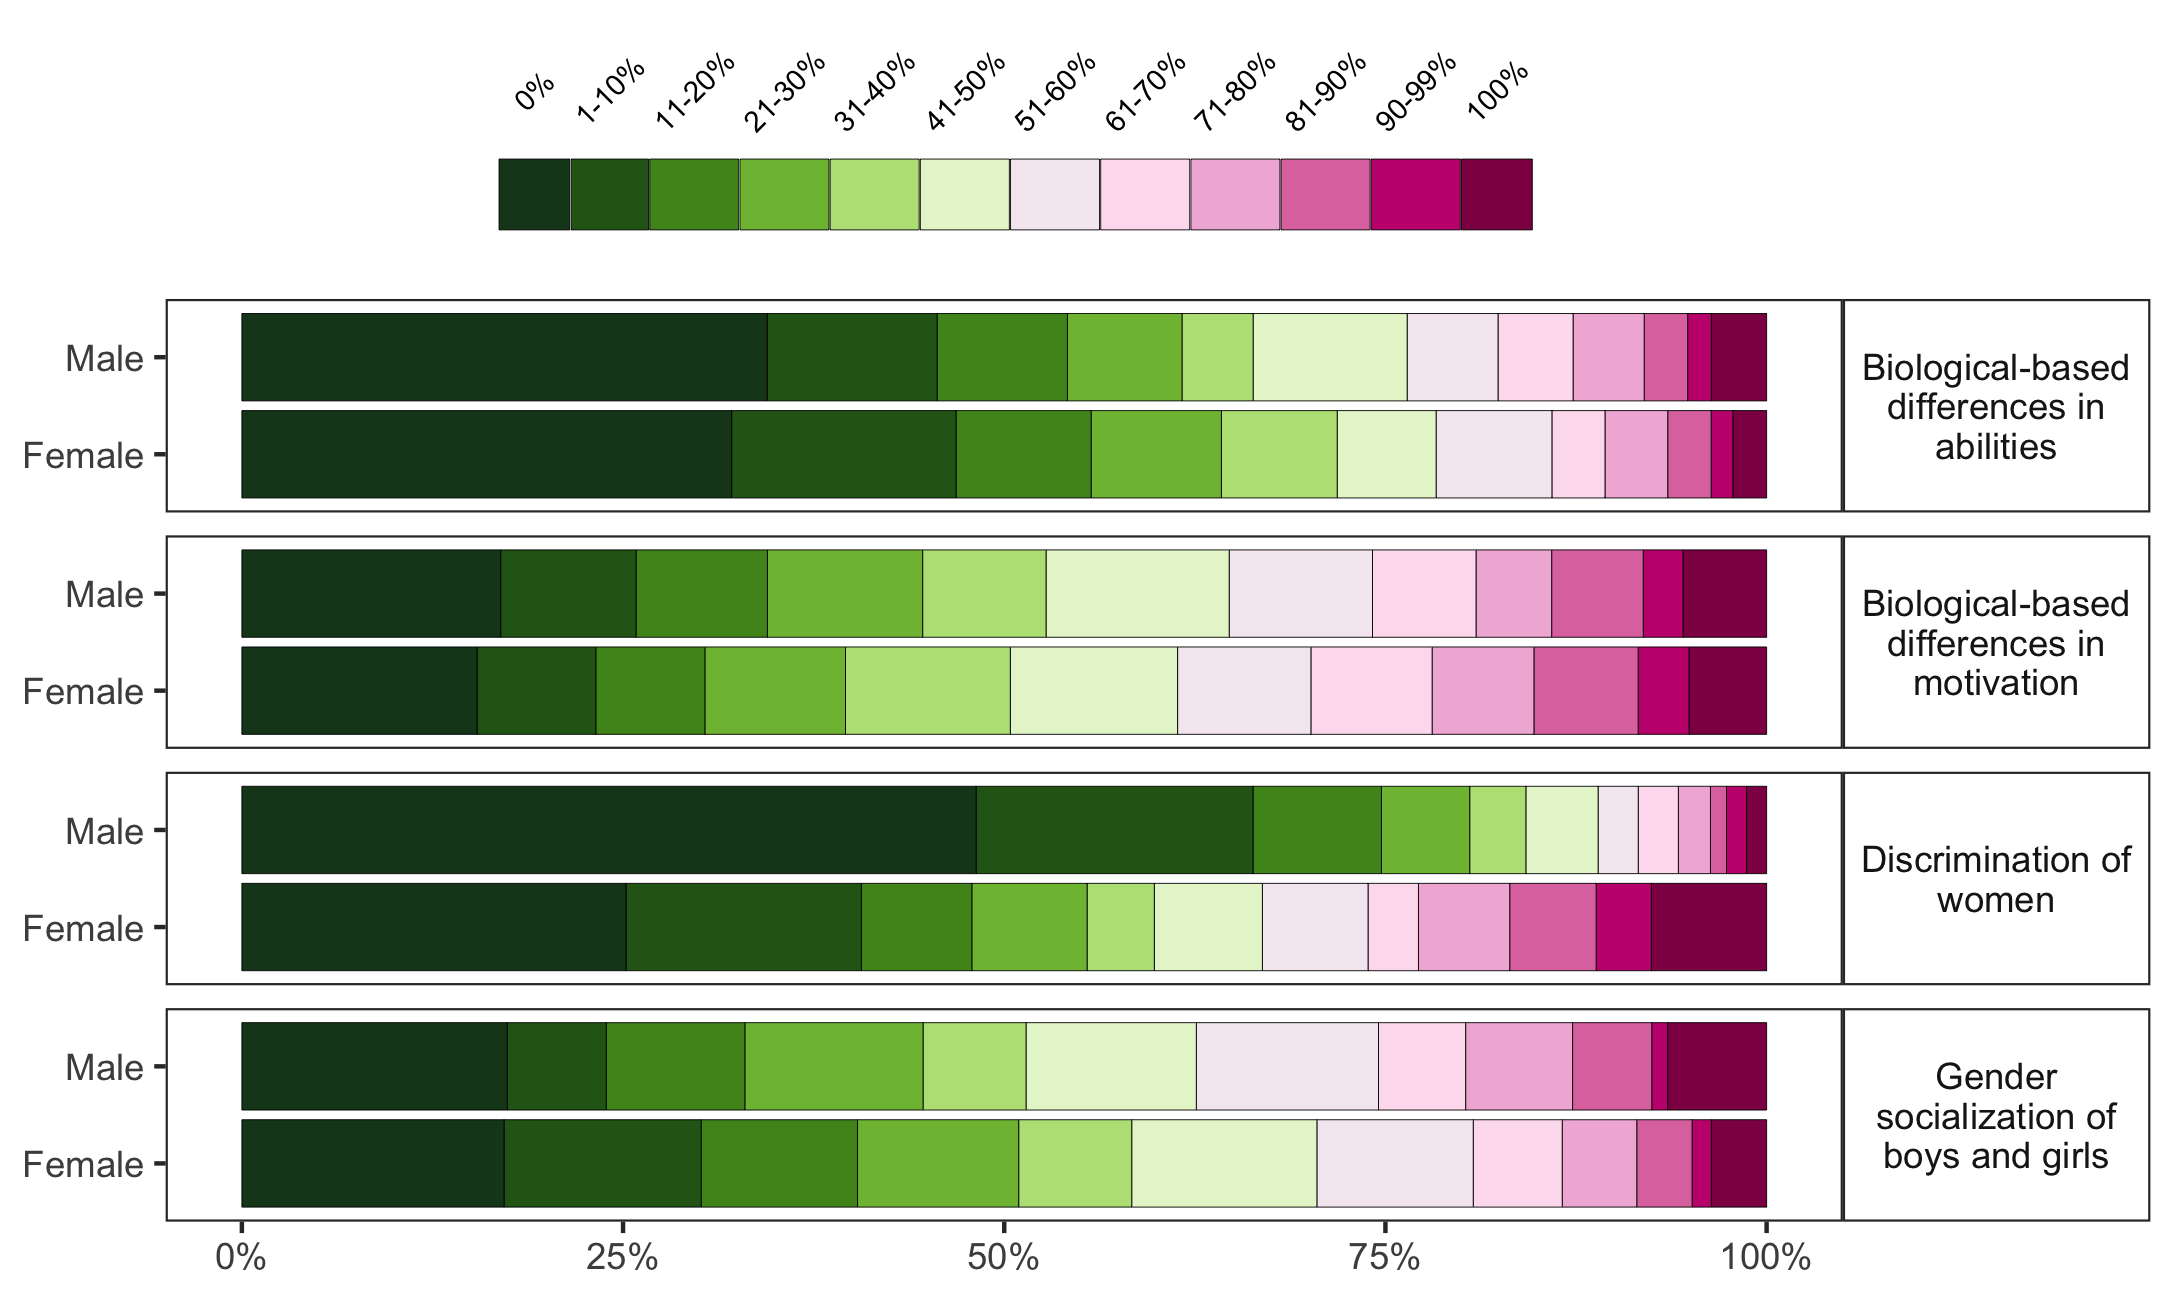 0%
1-10%
11-20%
21-30%
31-40%
41-50%
51-60%
61-70%
71-80%
81-90%
90-99%
100%
Male
Female
Biological-based
differences in
abilities
Male
Female
Biological-based
differences in
motivation
Male
Female
Discrimination of
women
Male
Female
Gender
socialization of
boys and girls
0%
25%
50%
75%
100%